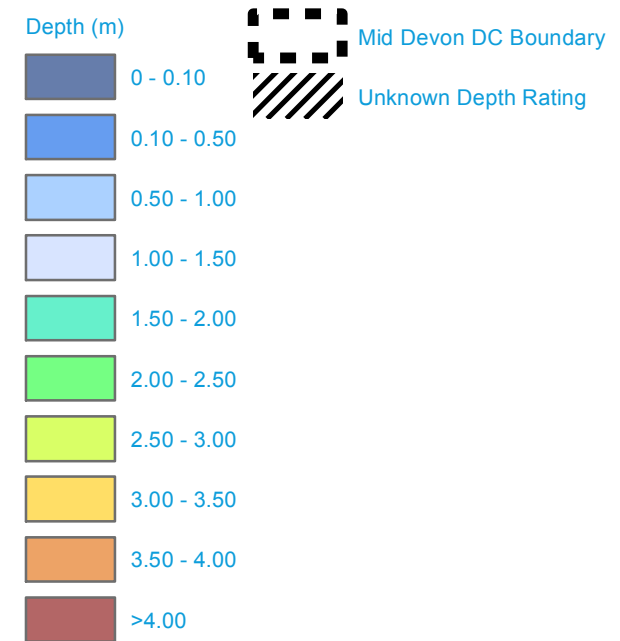 Depth (m)
0 - 0.10
0.10 - 0.50
0.50 - 1.00
1.00 - 1.50
1.50 - 2.00
2.00 - 2.50
2.50 - 3.00
3.00 - 3.50
3.50 - 4.00
>4.00
Mid Devon DC Boundary
Unknown Depth Rating